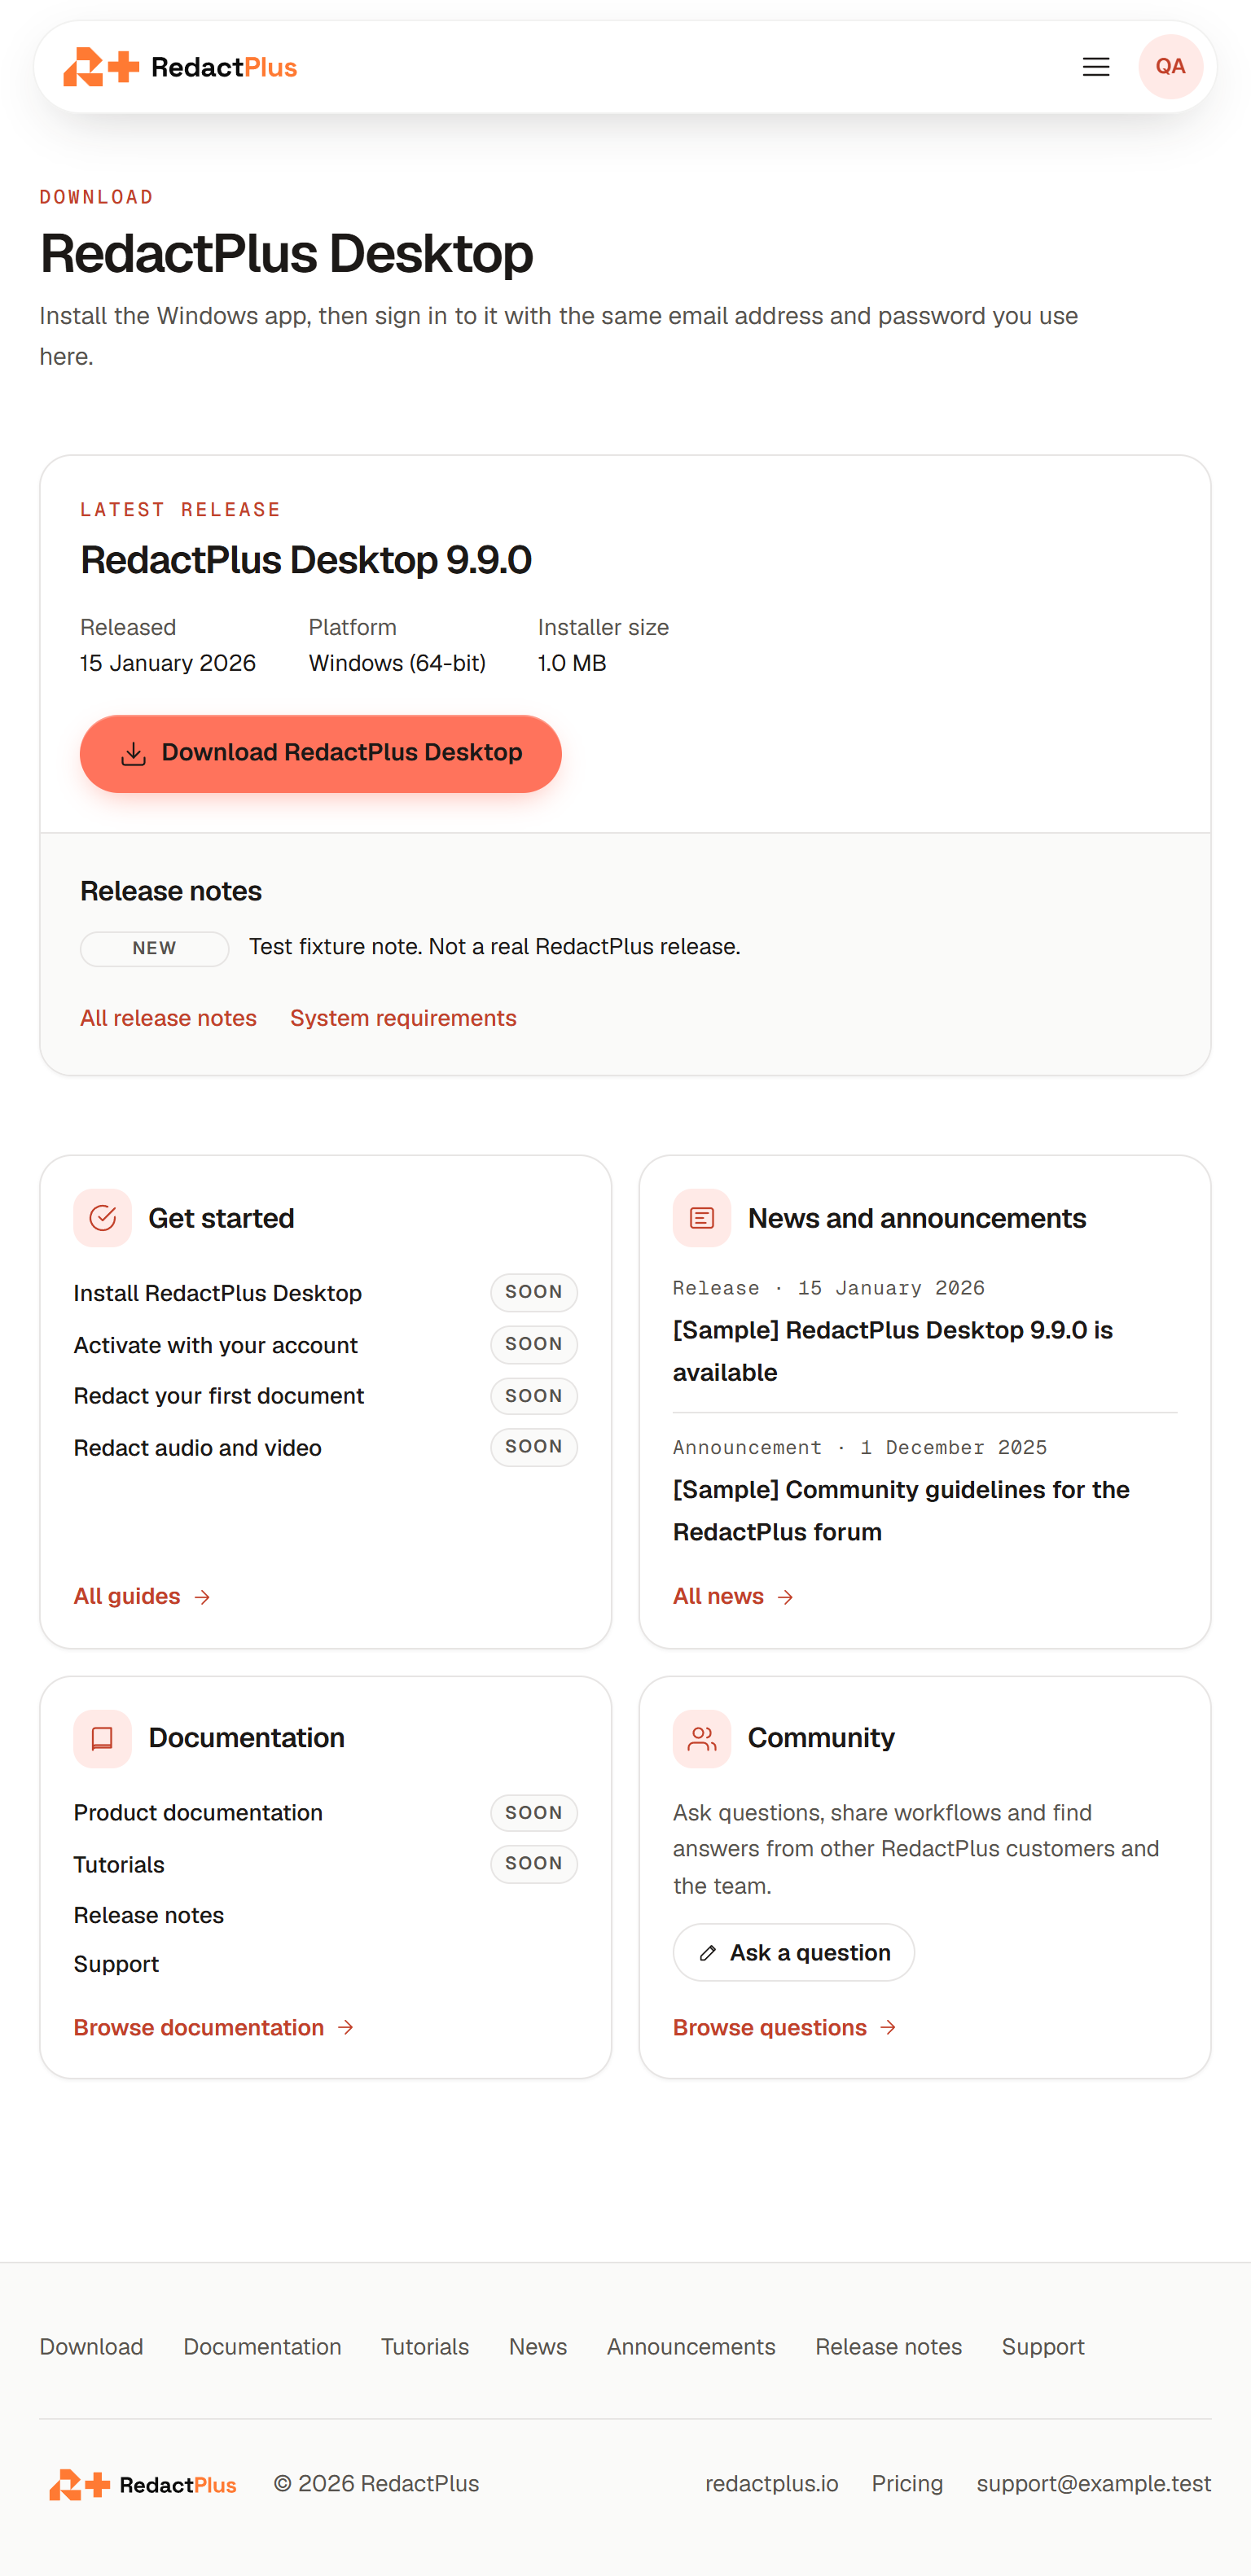 RedactPlus
QA
DOWNLOAD
RedactPlus Desktop
Install the Windows app, then sign in to it with the same email address and password you use
here.
LATEST RELEASE
RedactPlus Desktop 9.9.0
Released Platform Installer size
15 January 2026 Windows (64-bit) 1.0 MB
Download RedactPlus Desktop
Release notes
NEW Test fixture note. Not a real RedactPlus release.
All release notes System requirements
Get started
Install RedactPlus Desktop SOON
Activate with your account SOON
Redact your first document SOON
Redact audio and video SOON
All guides →
News and announcements
Release · 15 January 2026
[Sample] RedactPlus Desktop 9.9.0 is
available
Announcement · 1 December 2025
[Sample] Community guidelines for the
RedactPlus forum
All news →
Documentation
Product documentation SOON
Tutorials SOON
Release notes
Support
Browse documentation →
Community
Ask questions, share workflows and find
answers from other RedactPlus customers and
the team.
Ask a question
Browse questions →
Download Documentation Tutorials News Announcements Release notes Support
RedactPlus © 2026 RedactPlus redactplus.io Pricing support@example.test